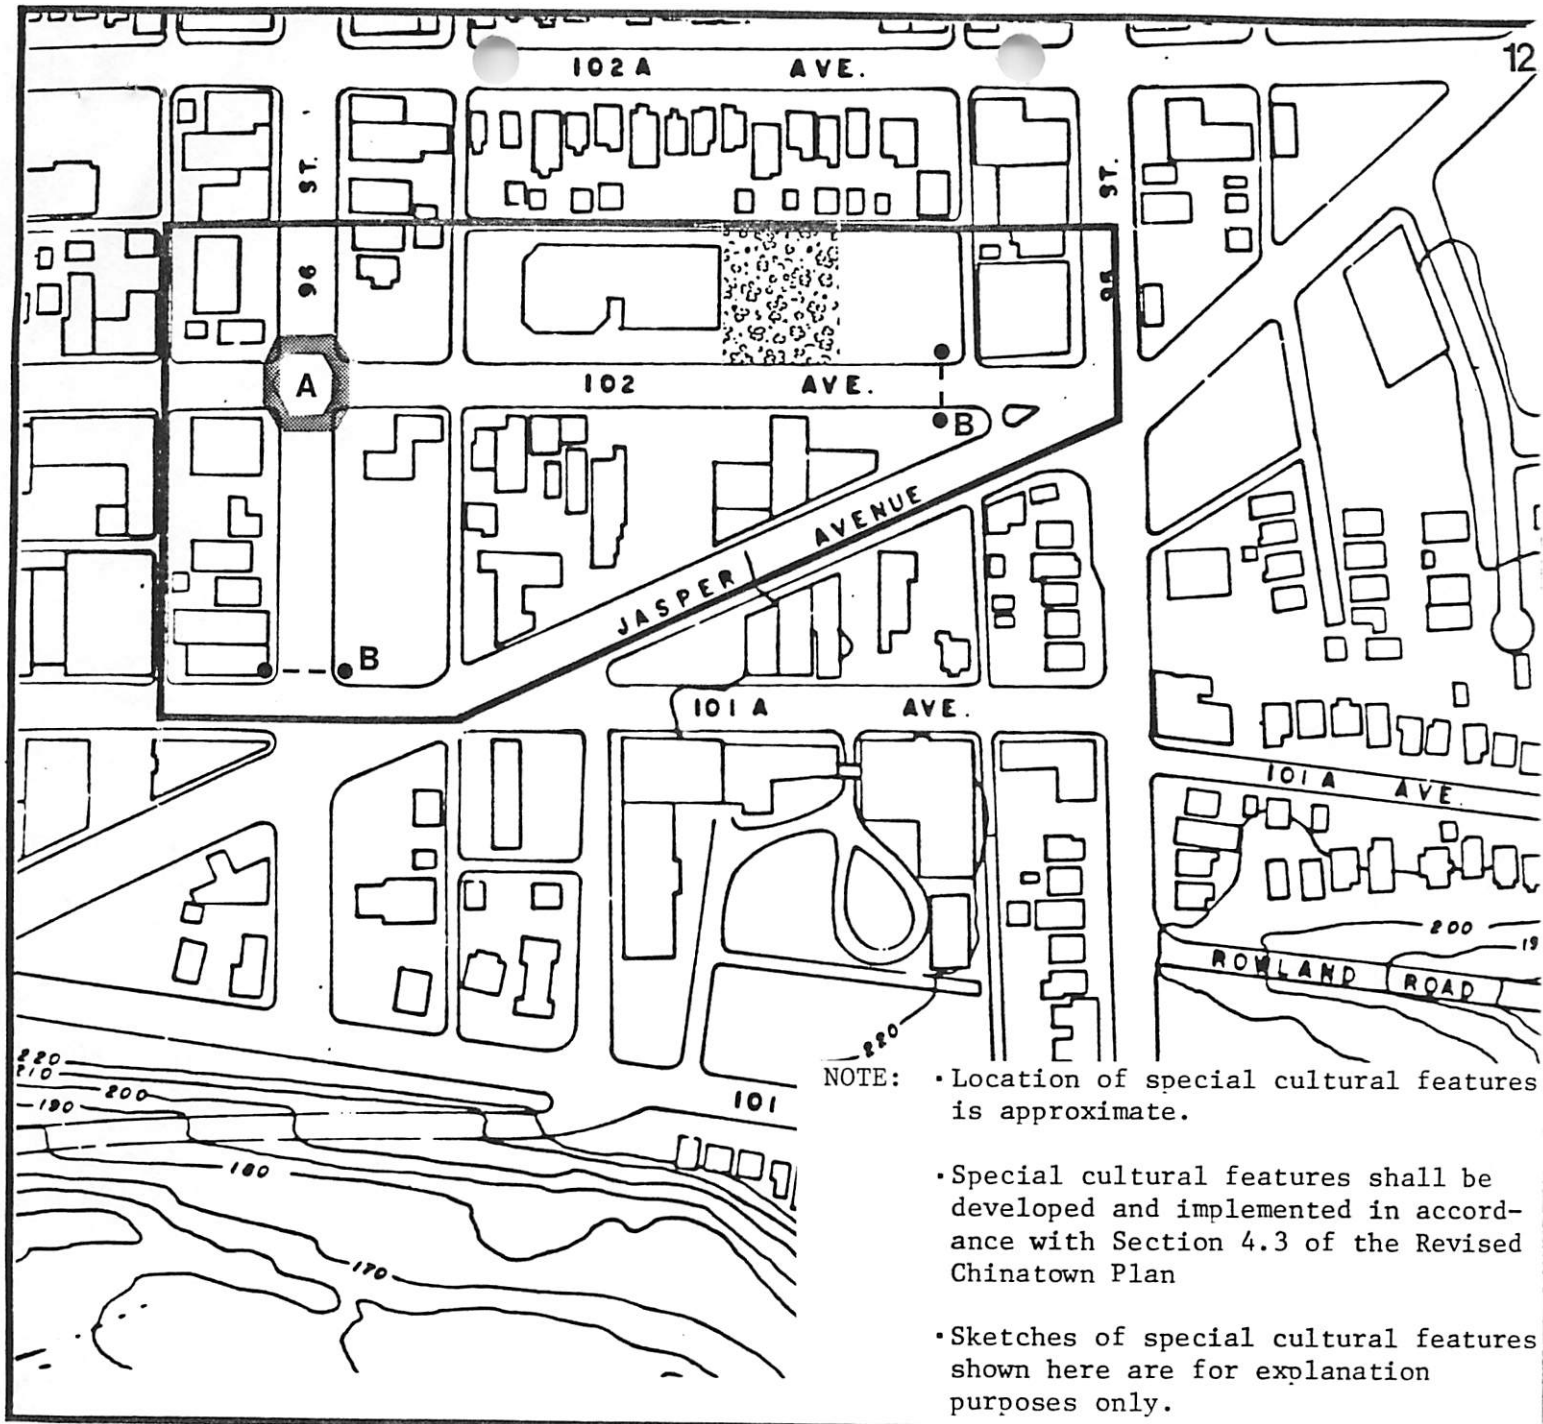 12
102 A AVE.
ST.
ST.
96
95
A
102 AVE.
B
JASPER AVENUE
B
101 A AVE.
101 A AVE.
200
19
ROWLAND ROAD
220
220
210
200
190
101
180
170
NOTE: · Location of special cultural features
is approximate.
· Special cultural features shall be
developed and implemented in accord-
ance with Section 4.3 of the Revised
Chinatown Plan
· Sketches of special cultural features
shown here are for explanation
purposes only.